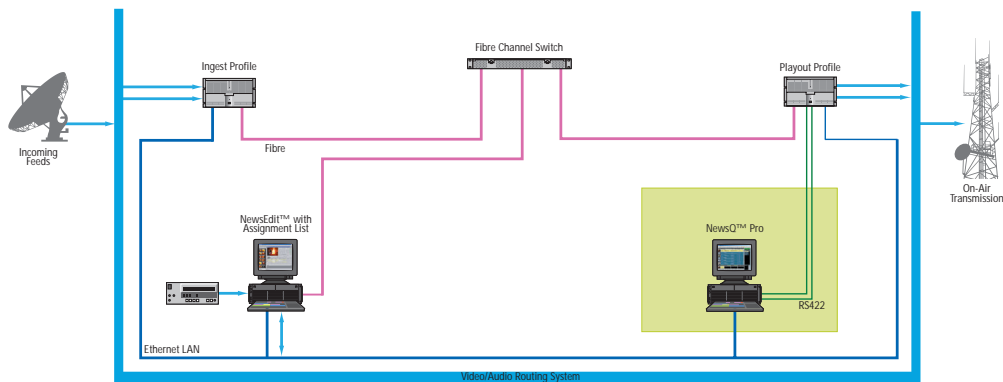 Fibre Channel Switch
Ingest Profile
Playout Profile
Incoming
Feeds
Fibre
On-Air
Transmission
NewsEdit™ with
Assignment List
NewsQ™ Pro
RS422
Ethernet LAN
Video/Audio Routing System